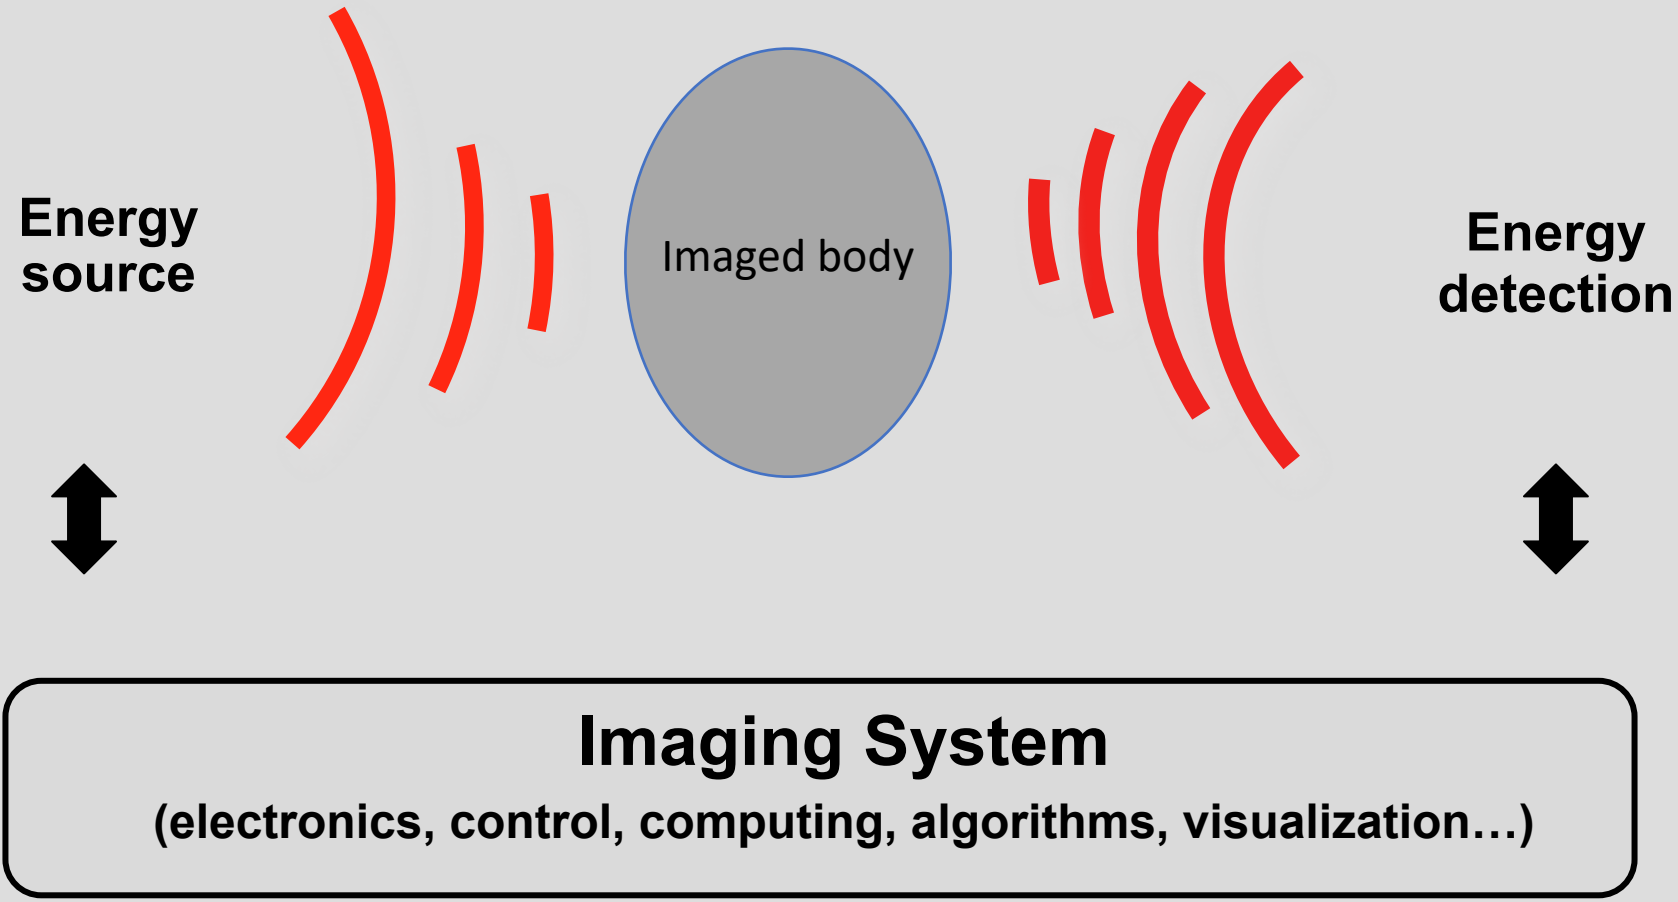 Energy
source
Imaged body
Energy
detection
Imaging System
(electronics, control, computing, algorithms, visualization…)